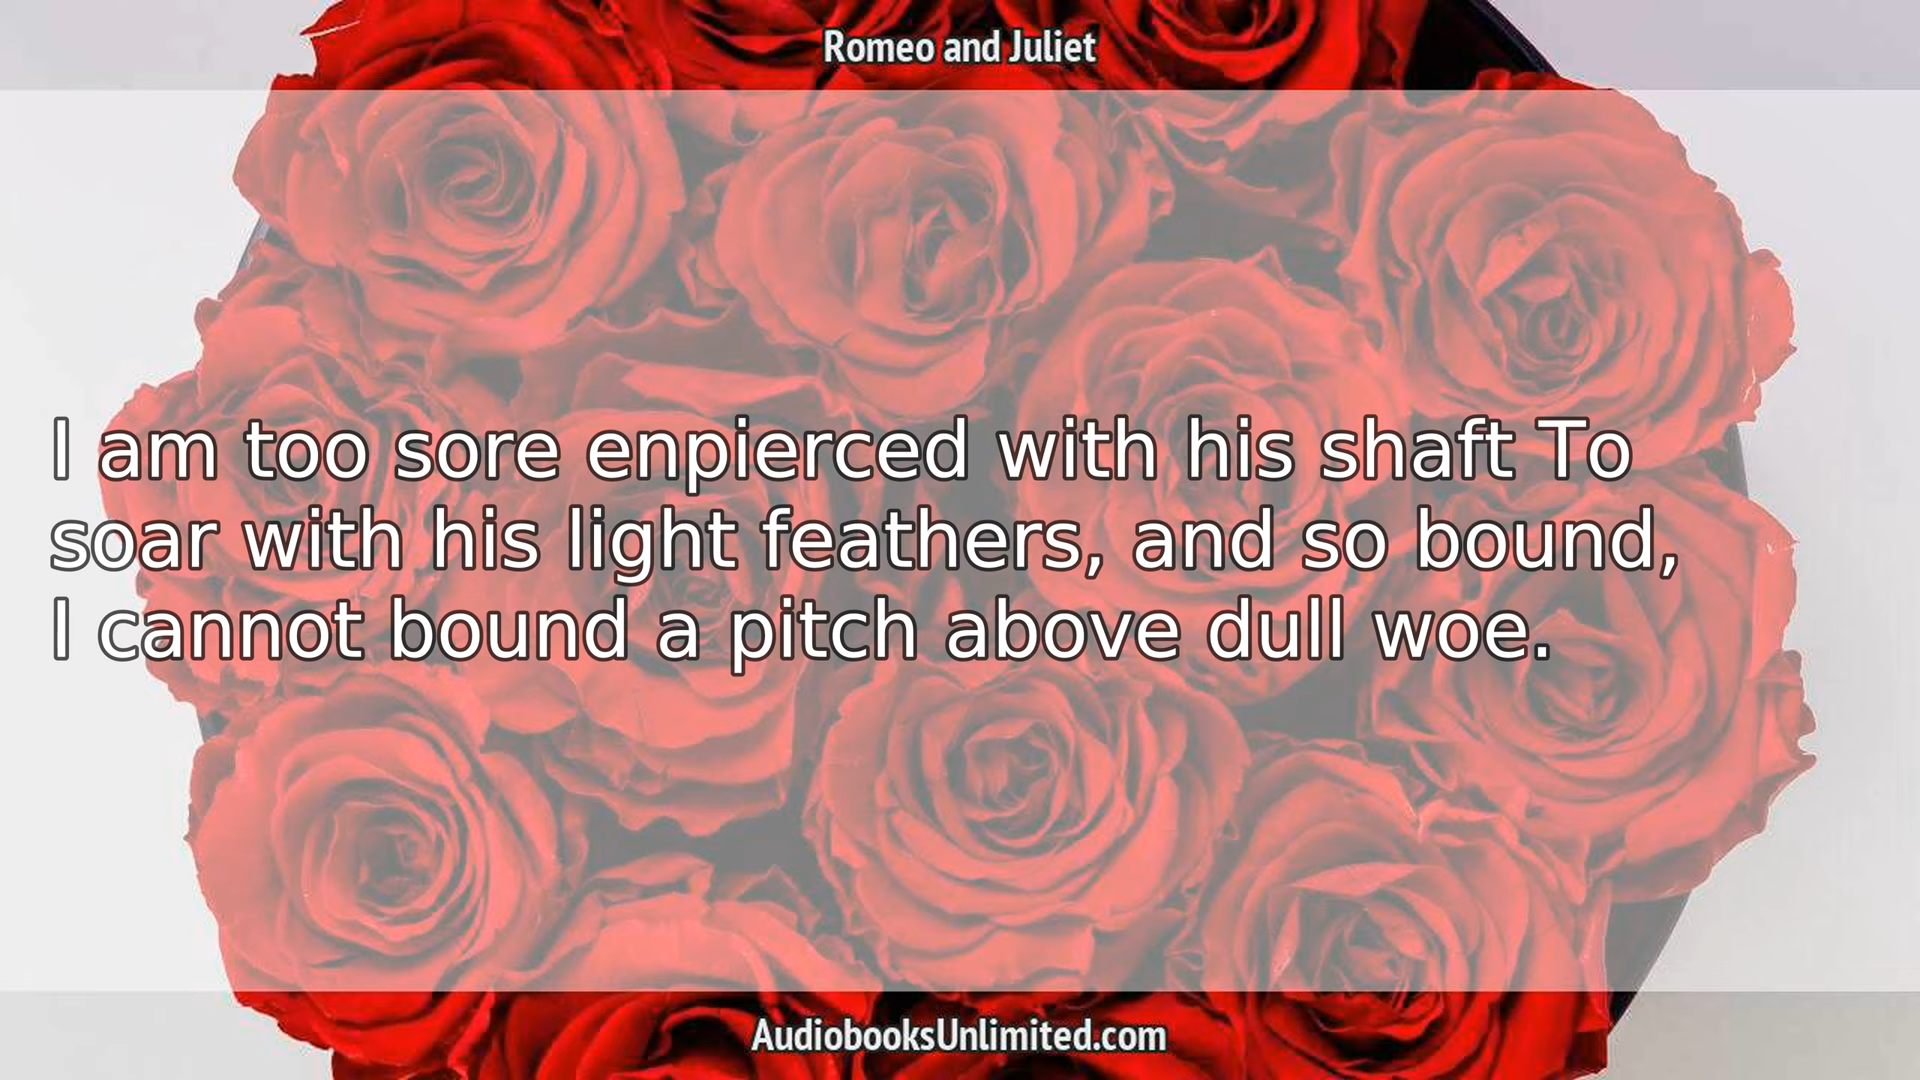 Romeo and Juliet
I am too sore enpierced with his shaft To
soar with his light feathers, and so bound,
I cannot bound a pitch above dull woe.
AudiobooksUnlimited.com